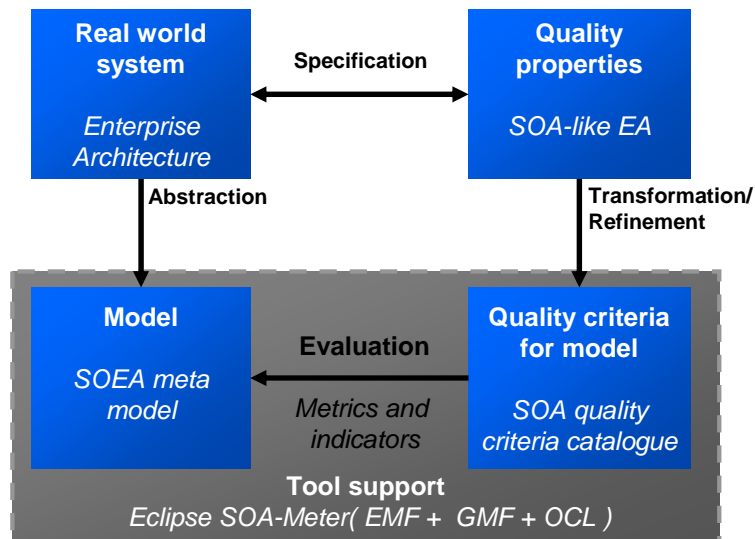 Real world
system
Enterprise
Architecture
Specification
Quality
properties
SOA-like EA
Abstraction
Transformation/
Refinement
Model
SOEA meta
model
Evaluation
Metrics and
indicators
Quality criteria
for model
SOA quality
criteria catalogue
Tool support
Eclipse SOA-Meter( EMF + GMF + OCL )